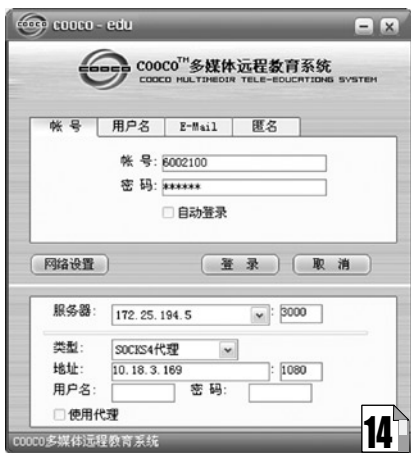 cooco - edu
COOCO™多媒体远程教育系统
COOCO MULTIMEDIA TELE-EDUCATIONS SYSTEM
帐 号 用户名 E-Mail 匿名
帐 号: 6002100
密 码: ******
自动登录
网络设置 登 录 取 消
服务器: 172.25.194.5 : 3000
类型: SOCKS4代理
地址: 10.18.3.169 : 1080
用户名: 密 码:
使用代理
COOCO多媒体远程教育系统
14